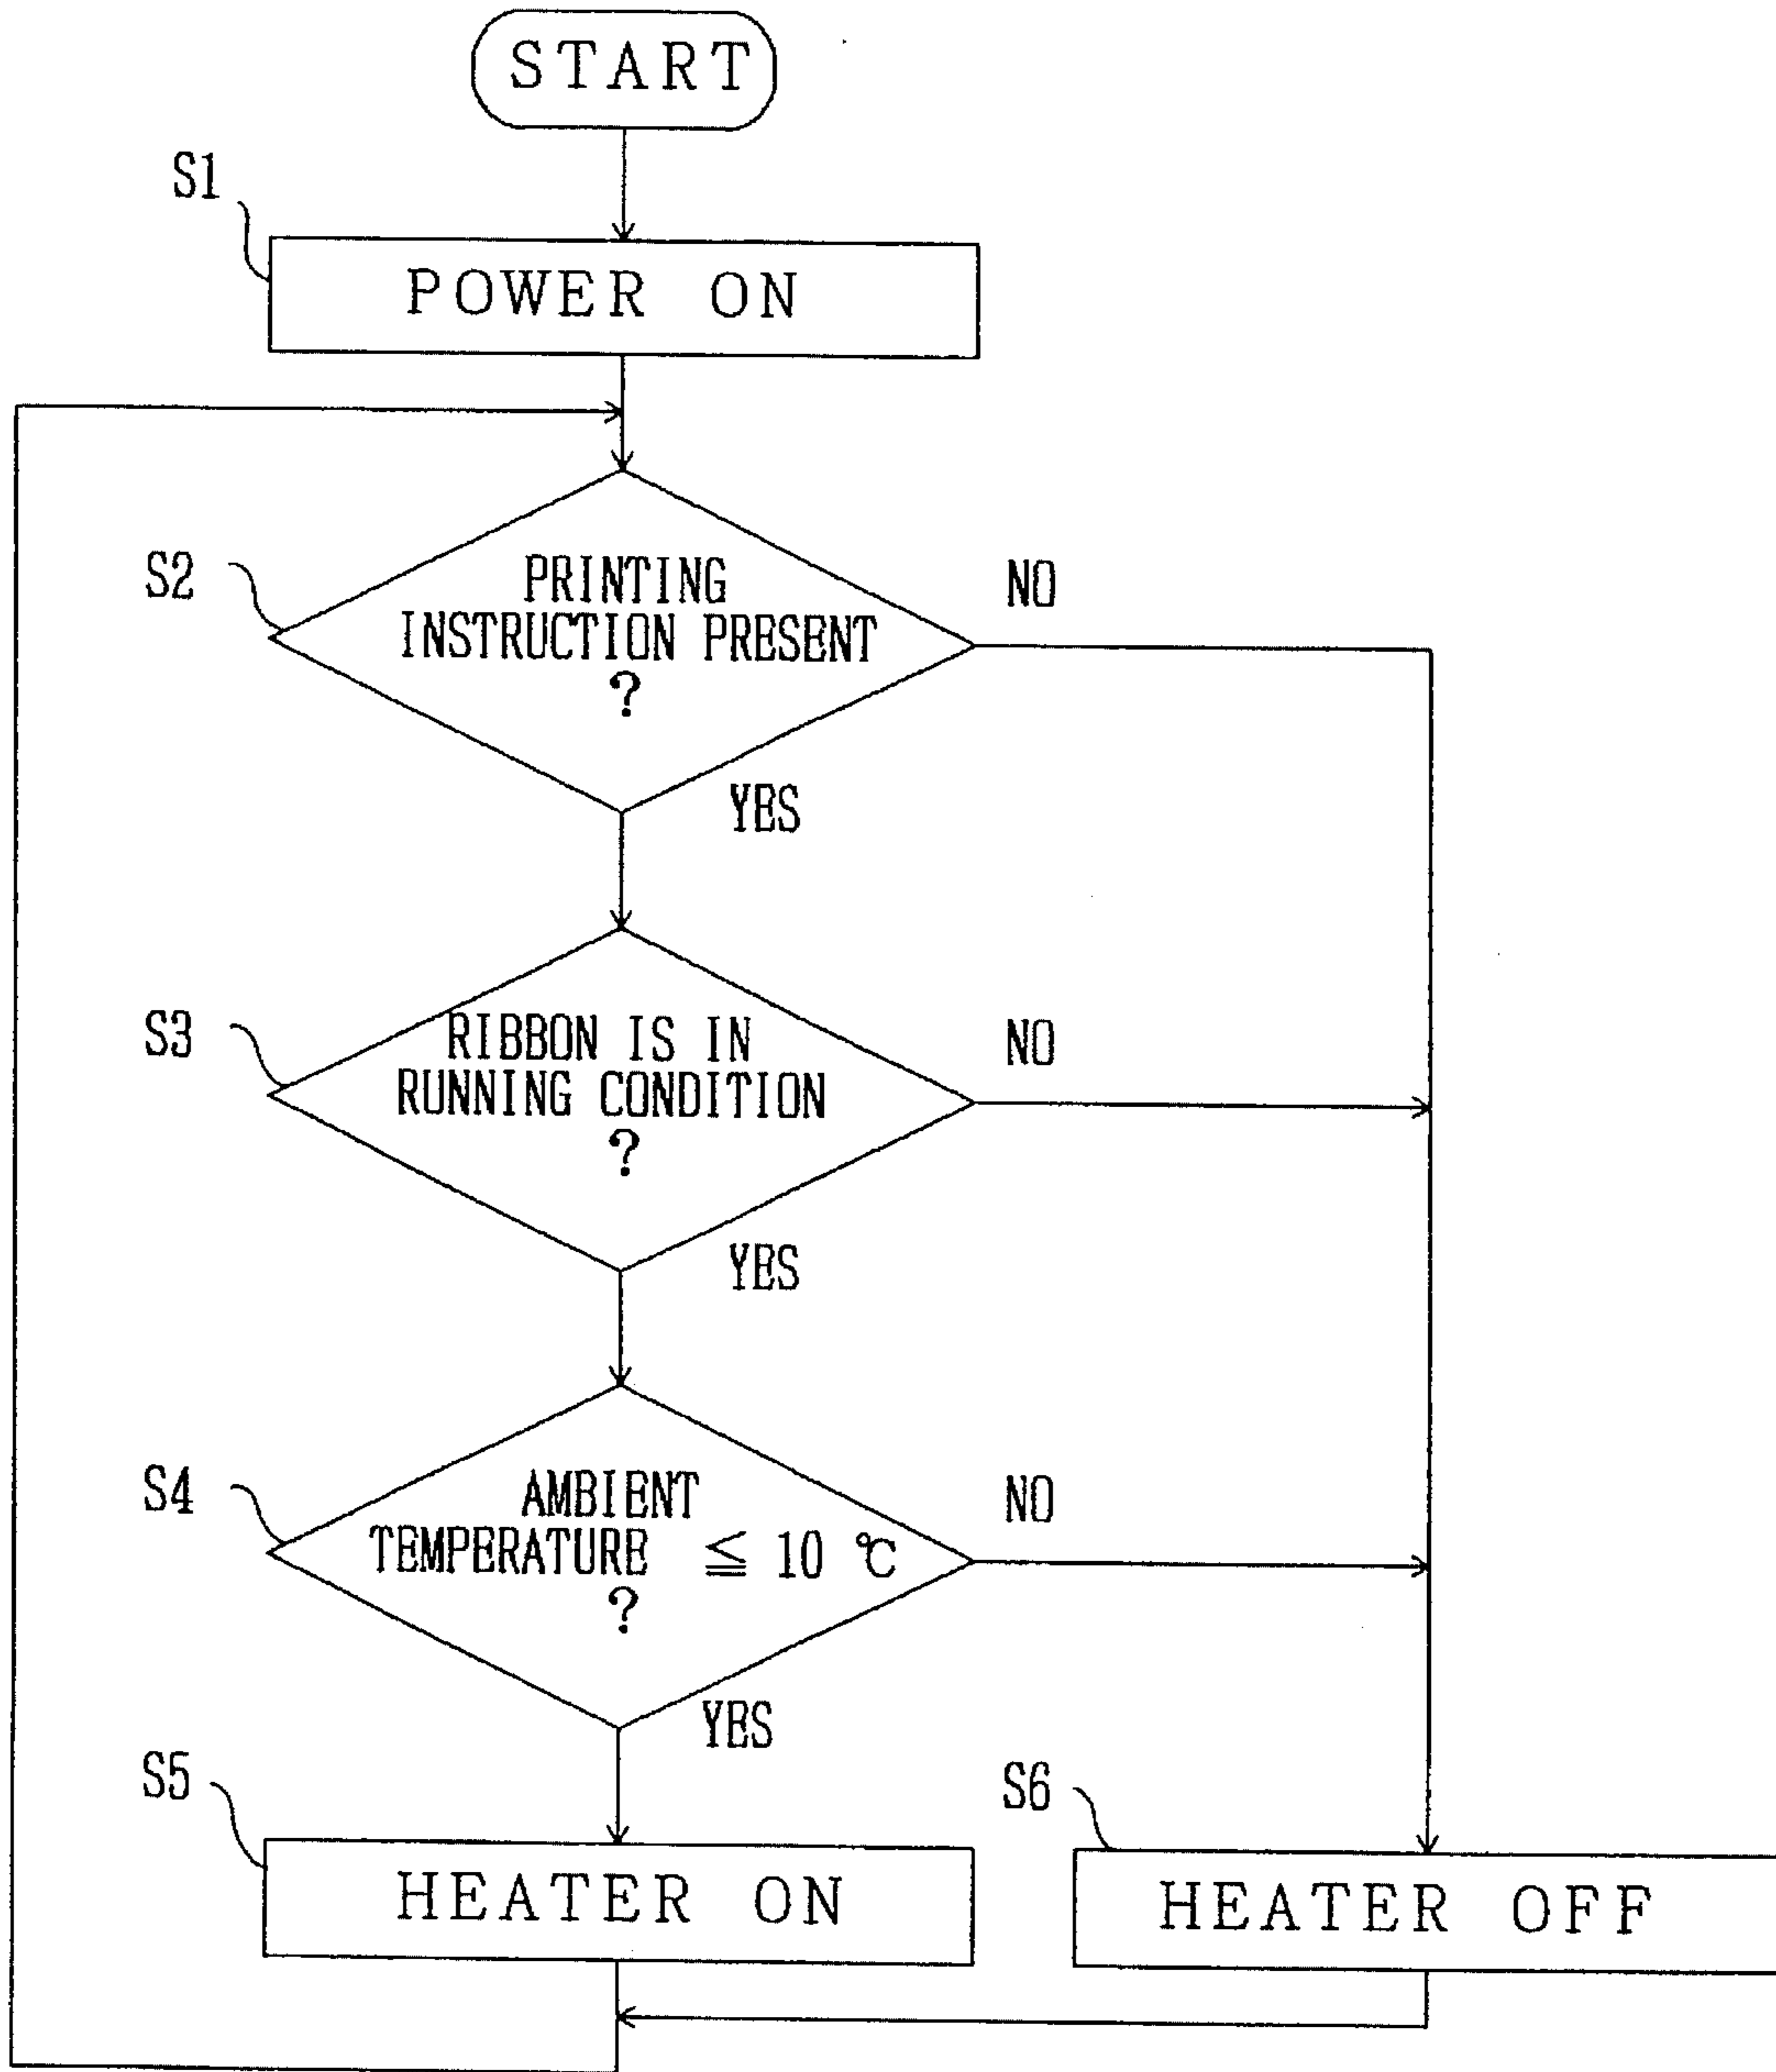 START
S1
POWER ON
S2
PRINTING
INSTRUCTION PRESENT
?
NO
YES
S3
RIBBON IS IN
RUNNING CONDITION
?
NO
YES
S4
AMBIENT
TEMPERATURE ≦ 10 ℃
?
NO
YES
S5
HEATER ON
S6
HEATER OFF